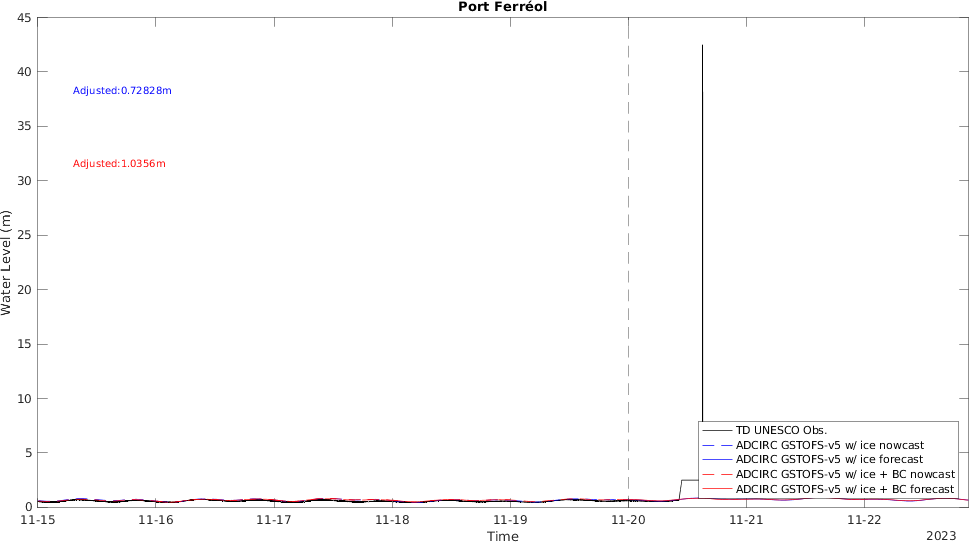 Port Ferréol
45
40
35
30
25
20
15
10
5
0
Water Level (m)
Adjusted:0.72828m
Adjusted:1.0356m
TD UNESCO Obs.
ADCIRC GSTOFS-v5 w/ ice nowcast
ADCIRC GSTOFS-v5 w/ ice forecast
ADCIRC GSTOFS-v5 w/ ice + BC nowcast
ADCIRC GSTOFS-v5 w/ ice + BC forecast
11-15 11-16 11-17 11-18 11-19 11-20 11-21 11-22
Time
2023